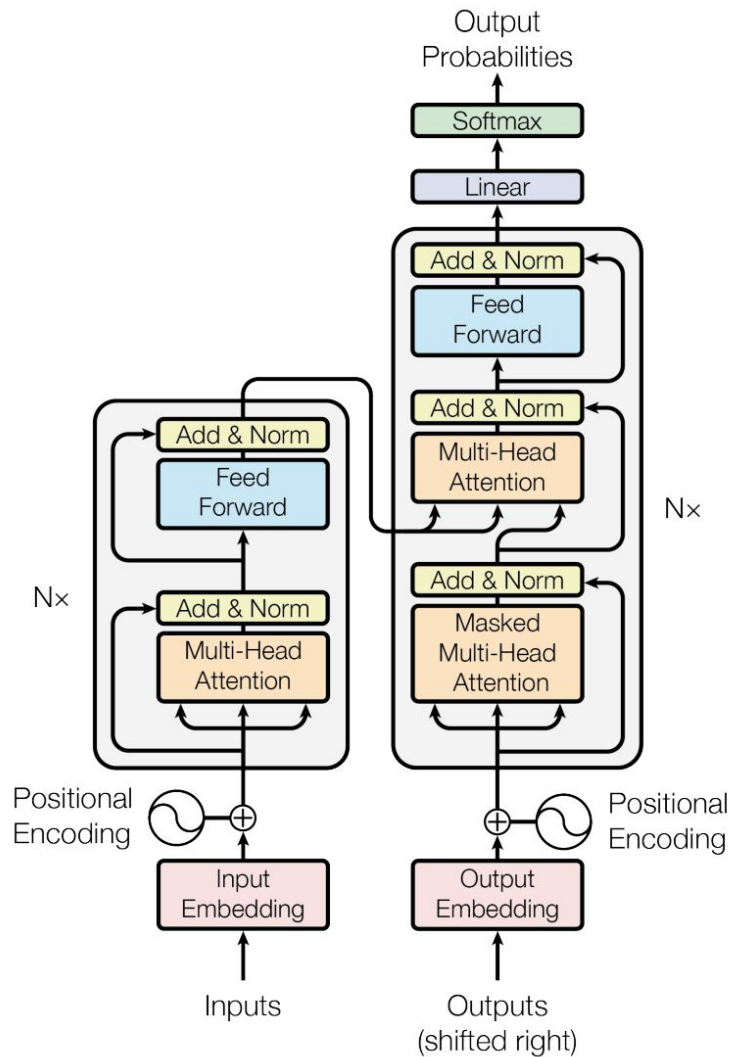 Output
Probabilities
Softmax
Linear
Add & Norm
Feed
Forward
Add & Norm
Multi-Head
Attention
Nx
Add & Norm
Masked
Multi-Head
Attention
Add & Norm
Feed
Forward
Nx
Add & Norm
Multi-Head
Attention
Positional
Encoding
Positional
Encoding
Input
Embedding
Output
Embedding
Inputs
Outputs
(shifted right)